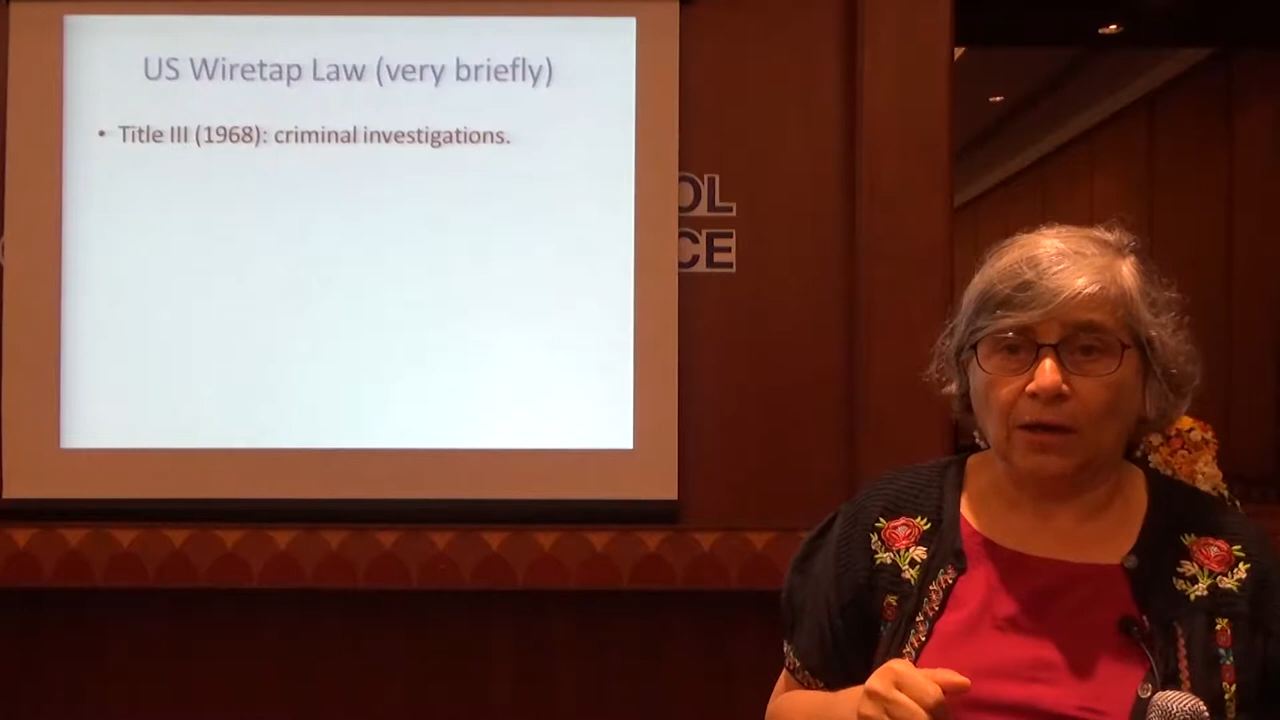 US Wiretap Law (very briefly)
• Title III (1968): criminal investigations.
OL
CE